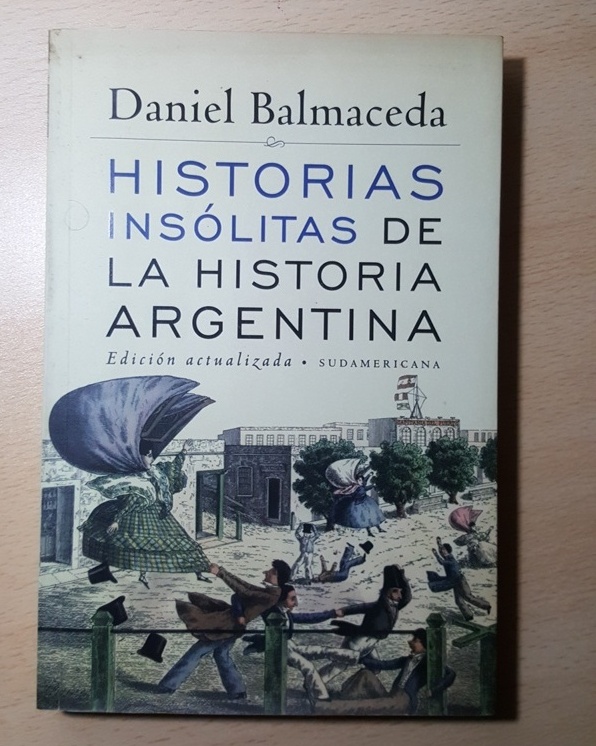 Daniel Balmaceda
HISTORIAS
INSÓLITAS DE
LA HISTORIA
ARGENTINA
Edición actualizada • SUDAMERICANA